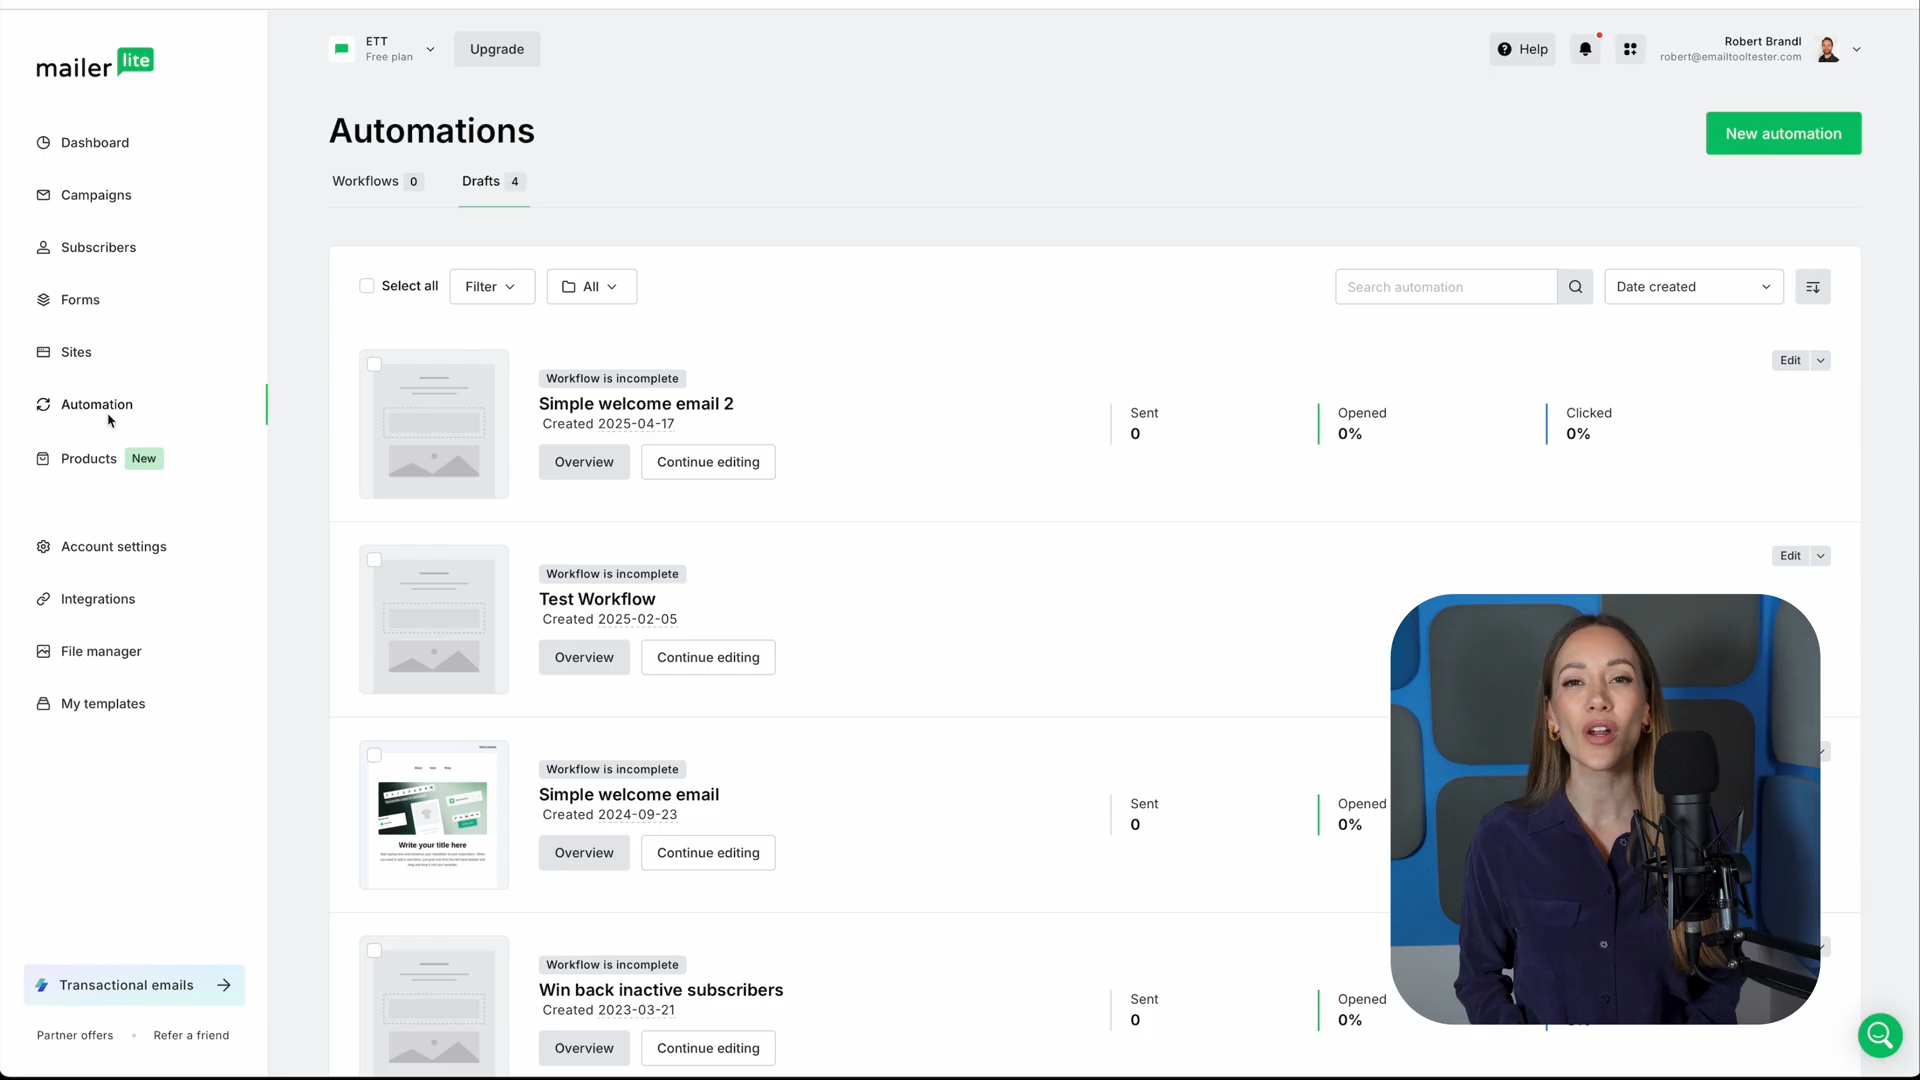 mailer lite
ETT
Free plan
Upgrade
Help
Robert Brandl
robert@emailtooltester.com
Dashboard
Campaigns
Subscribers
Forms
Sites
Automation
Products New
Account settings
Integrations
File manager
My templates
Transactional emails
Partner offers • Refer a friend
Automations
New automation
Workflows 0 Drafts 4
Select all Filter All Search automation Date created
Workflow is incomplete Edit
Simple welcome email 2
Created 2025-04-17
Overview Continue editing
Sent Opened Clicked
0 0% 0%
Workflow is incomplete Edit
Test Workflow
Created 2025-02-05
Overview Continue editing
Workflow is incomplete
Simple welcome email
Created 2024-09-23
Overview Continue editing
Sent Opened
0 0%
Write your title here
Workflow is incomplete
Win back inactive subscribers
Created 2023-03-21
Overview Continue editing
Sent Opened
0 0%